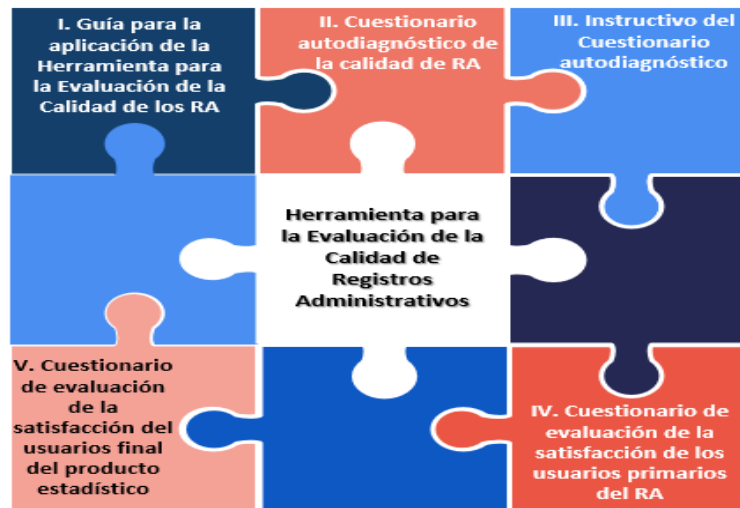 I. Guía para la
aplicación de la
Herramienta para
la Evaluación de la
Calidad de los RA
II. Cuestionario
autodiagnóstico de
la calidad de RA
III. Instructivo del
Cuestionario
autodiagnóstico
Herramienta para
la Evaluación de la
Calidad de
Registros
Administrativos
V. Cuestionario
de evaluación
de la
satisfacción del
usuarios final
del producto
estadístico
IV. Cuestionario de
evaluación de la
satisfacción de los
usuarios primarios
del RA